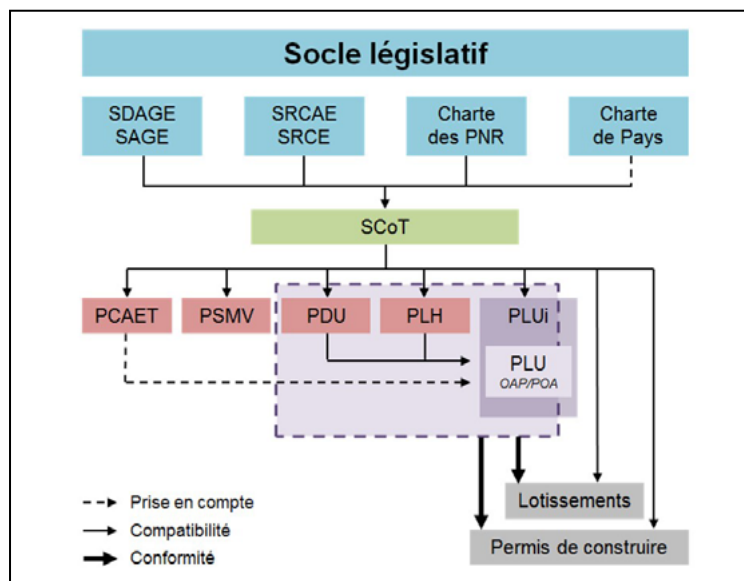 Socle législatif
SDAGE
SAGE
SRCAE
SRCE
Charte
des PNR
Charte
de Pays
SCoT
PCAET
PSMV
PDU
PLH
PLUi
PLU
OAP/POA
Lotissements
Permis de construire
Prise en compte
Compatibilité
Conformité